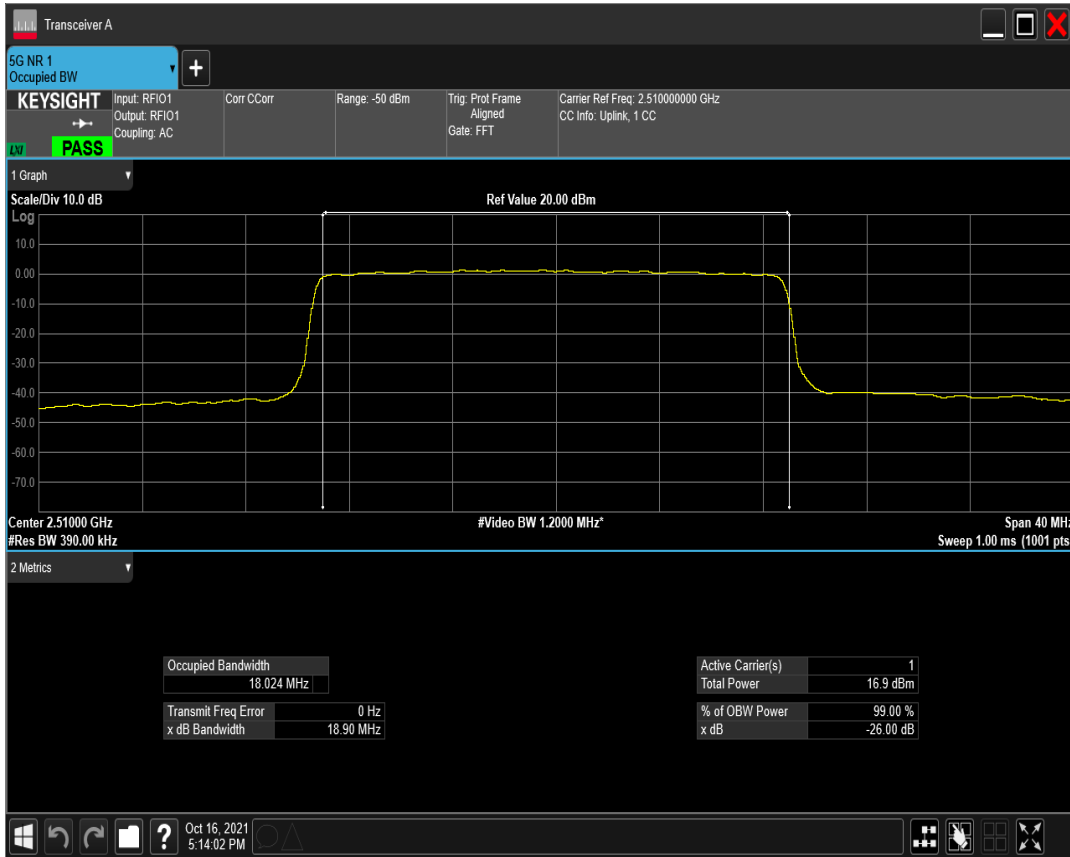 Transceiver A
5G NR 1
Occupied BW
+
KEYSIGHT
LXI
PASS
Input: RFIO1
Output: RFIO1
Coupling: AC
Corr CCorr
Range: -50 dBm
Trig: Prot Frame
Aligned
Gate: FFT
Carrier Ref Freq: 2.510000000 GHz
CC Info: Uplink, 1 CC
1 Graph
Scale/Div 10.0 dB
Ref Value 20.00 dBm
Log
10.0
0.00
-10.0
-20.0
-30.0
-40.0
-50.0
-60.0
-70.0
Center 2.51000 GHz
#Video BW 1.2000 MHz*
Span 40 MHz
#Res BW 390.00 kHz
Sweep 1.00 ms (1001 pts
2 Metrics
Occupied Bandwidth
18.024 MHz
Transmit Freq Error 0 Hz
x dB Bandwidth 18.90 MHz
Active Carrier(s) 1
Total Power 16.9 dBm
% of OBW Power 99.00 %
x dB -26.00 dB
?
Oct 16, 2021
5:14:02 PM